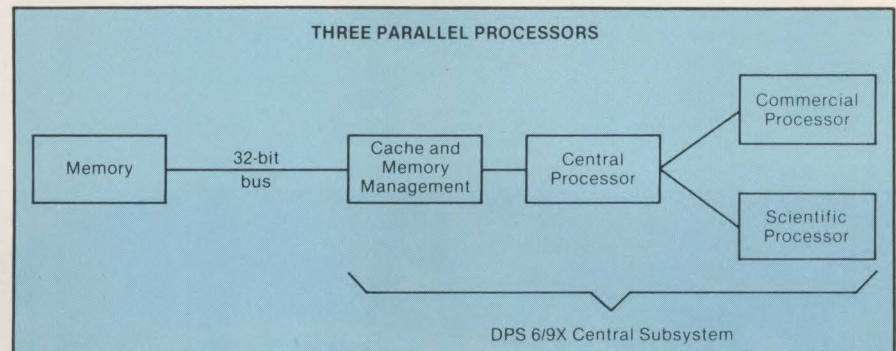 THREE PARALLEL PROCESSORS
Memory
32-bit
bus
Cache and
Memory
Management
Central
Processor
Commercial
Processor
Scientific
Processor
DPS 6/9X Central Subsystem